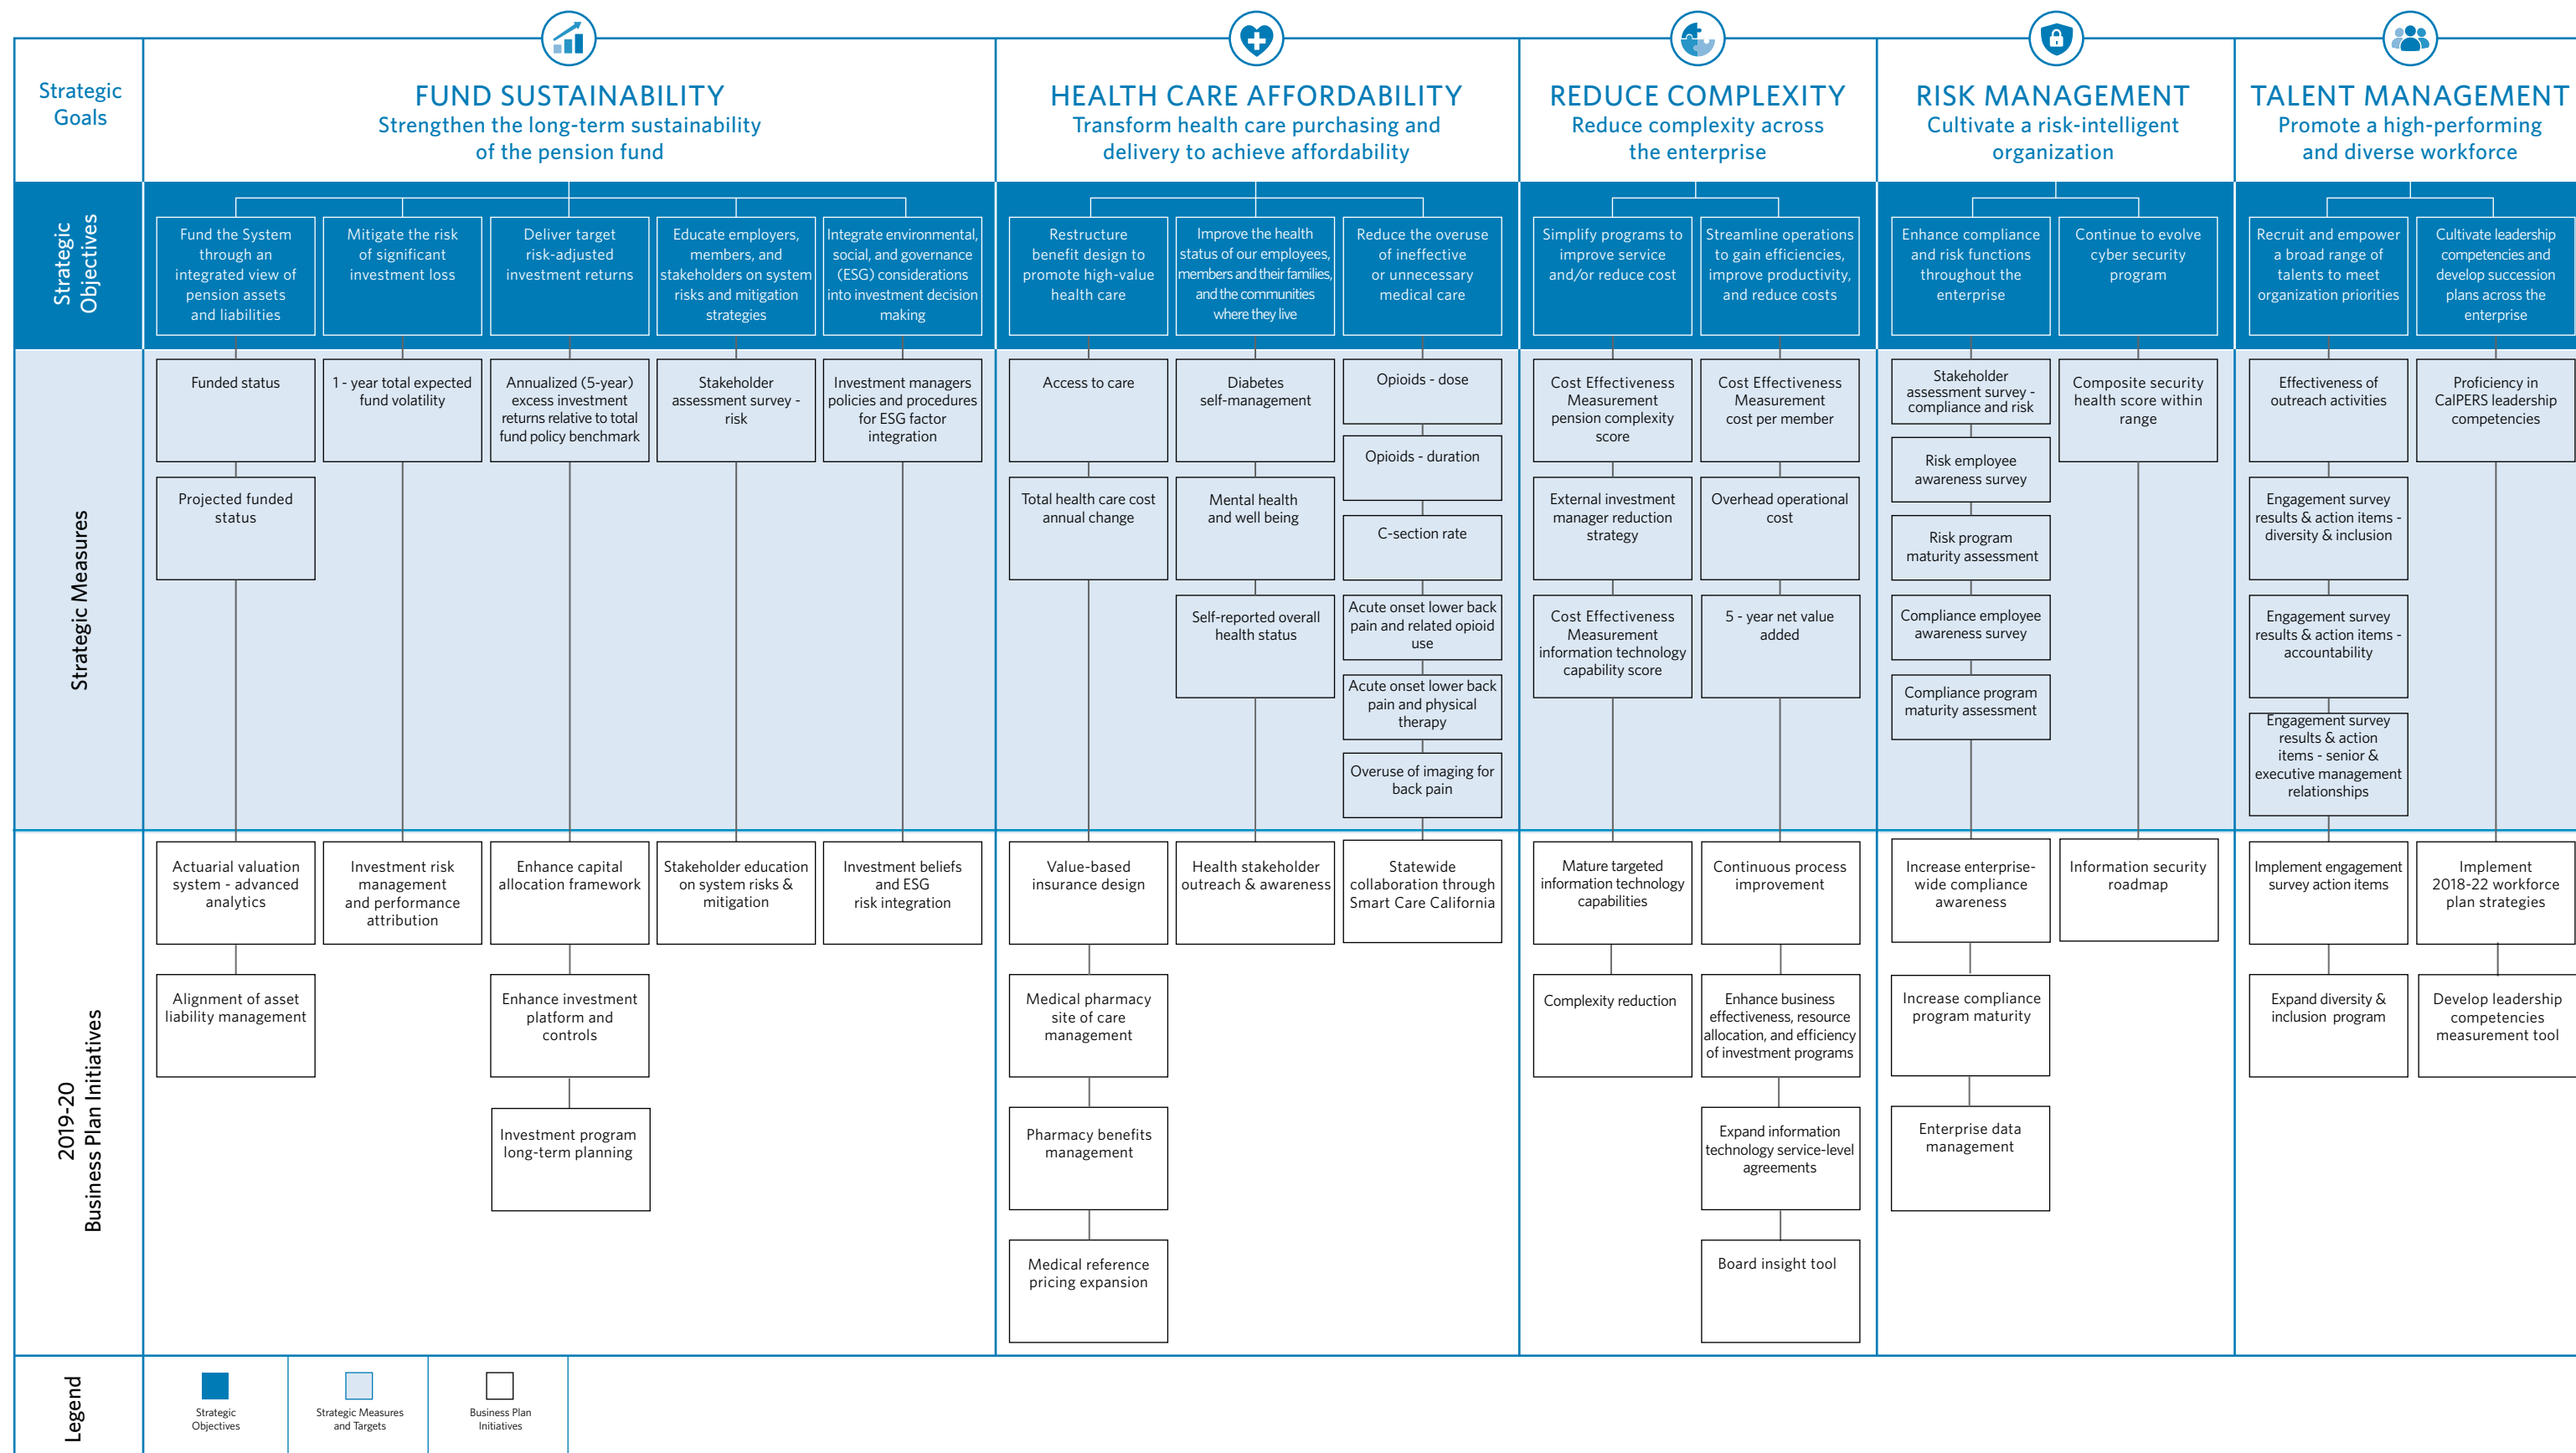 Strategic
Goals
FUND SUSTAINABILITY
Strengthen the long-term sustainability
of the pension fund
HEALTH CARE AFFORDABILITY
Transform health care purchasing and
delivery to achieve affordability
REDUCE COMPLEXITY
Reduce complexity across
the enterprise
RISK MANAGEMENT
Cultivate a risk-intelligent
organization
TALENT MANAGEMENT
Promote a high-performing
and diverse workforce
Strategic
Objectives
Fund the System
through an
integrated view of
pension assets
and liabilities
Mitigate the risk
of significant
investment loss
Deliver target
risk-adjusted
investment returns
Educate employers,
members, and
stakeholders on system
risks and mitigation
strategies
Integrate environmental,
social, and governance
(ESG) considerations
into investment decision
making
Restructure
benefit design to
promote high-value
health care
Improve the health
status of our employees,
members and their families,
and the communities
where they live
Reduce the overuse
of ineffective
or unnecessary
medical care
Simplify programs to
improve service
and/or reduce cost
Streamline operations
to gain efficiencies,
improve productivity,
and reduce costs
Enhance compliance
and risk functions
throughout the
enterprise
Continue to evolve
cyber security
program
Recruit and empower
a broad range of
talents to meet
organization priorities
Cultivate leadership
competencies and
develop succession
plans across the
enterprise
Strategic Measures
Funded status
Projected funded
status
1 - year total expected
fund volatility
Annualized (5-year)
excess investment
returns relative to total
fund policy benchmark
Stakeholder
assessment survey -
risk
Investment managers
policies and procedures
for ESG factor
integration
Access to care
Total health care cost
annual change
Diabetes
self-management
Mental health
and well being
Self-reported overall
health status
Opioids - dose
Opioids - duration
C-section rate
Acute onset lower back
pain and related opioid
use
Acute onset lower back
pain and physical
therapy
Overuse of imaging for
back pain
Cost Effectiveness
Measurement
pension complexity
score
External investment
manager reduction
strategy
Cost Effectiveness
Measurement
information technology
capability score
Cost Effectiveness
Measurement
cost per member
Overhead operational
cost
5 - year net value
added
Stakeholder
assessment survey -
compliance and risk
Risk employee
awareness survey
Risk program
maturity assessment
Compliance employee
awareness survey
Compliance program
maturity assessment
Composite security
health score within
range
Effectiveness of
outreach activities
Engagement survey
results & action items -
diversity & inclusion
Engagement survey
results & action items -
accountability
Engagement survey
results & action
items - senior &
executive management
relationships
Proficiency in
CalPERS leadership
competencies
2019-20
Business Plan Initiatives
Actuarial valuation
system - advanced
analytics
Alignment of asset
liability management
Investment risk
management
and performance
attribution
Enhance capital
allocation framework
Enhance investment
platform and
controls
Investment program
long-term planning
Stakeholder education
on system risks &
mitigation
Investment beliefs
and ESG
risk integration
Value-based
insurance design
Medical pharmacy
site of care
management
Pharmacy benefits
management
Medical reference
pricing expansion
Health stakeholder
outreach & awareness
Statewide
collaboration through
Smart Care California
Mature targeted
information technology
capabilities
Complexity reduction
Continuous process
improvement
Enhance business
effectiveness, resource
allocation, and efficiency
of investment programs
Expand information
technology service-level
agreements
Board insight tool
Increase enterprise-
wide compliance
awareness
Increase compliance
program maturity
Enterprise data
management
Information security
roadmap
Implement engagement
survey action items
Expand diversity &
inclusion program
Implement
2018-22 workforce
plan strategies
Develop leadership
competencies
measurement tool
Legend
Strategic
Objectives
Strategic Measures
and Targets
Business Plan
Initiatives